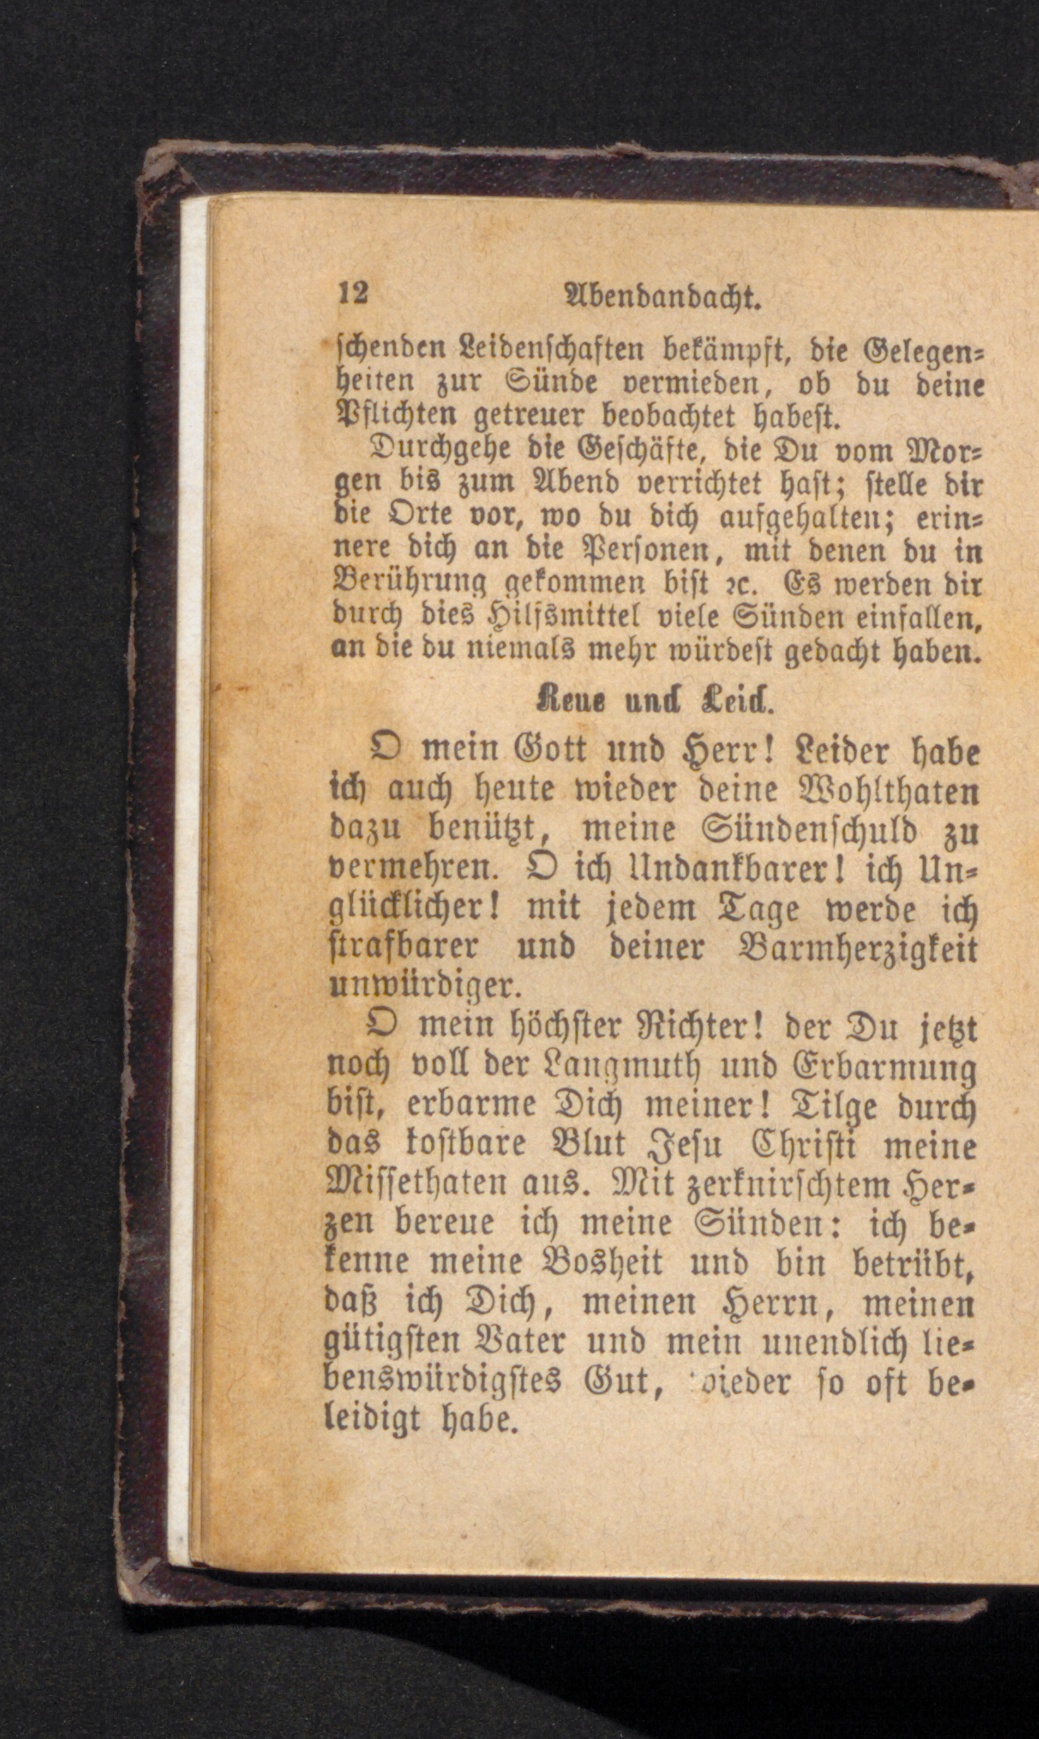 12 Abendandacht.
schenden Leidenschaften bekämpft, die Gelegen=
heiten zur Sünde vermieden, ob du deine
Pflichten getreuer beobachtet habest.
Durchgehe die Geschäfte, die Du vom Mor=
gen bis zum Abend verrichtet hast; stelle dir
die Orte vor, wo du dich aufgehalten; erin=
nere dich an die Personen, mit denen du in
Berührung gekommen bist ꝛc. Es werden dir
durch dies Hilfsmittel viele Sünden einfallen,
an die du niemals mehr würdest gedacht haben.
Reue und Leid.
O mein Gott und Herr! Leider habe
ich auch heute wieder deine Wohlthaten
dazu benützt, meine Sündenschuld zu
vermehren. O ich Undankbarer! ich Un=
glücklicher! mit jedem Tage werde ich
strafbarer und deiner Barmherzigkeit
unwürdiger.
O mein höchster Richter! der Du jetzt
noch voll der Langmuth und Erbarmung
bist, erbarme Dich meiner! Tilge durch
das kostbare Blut Jesu Christi meine
Missethaten aus. Mit zerknirschtem Her=
zen bereue ich meine Sünden: ich be=
kenne meine Bosheit und bin betrübt,
daß ich Dich, meinen Herrn, meinen
gütigsten Vater und mein unendlich lie=
benswürdigstes Gut, wieder so oft be=
leidigt habe.